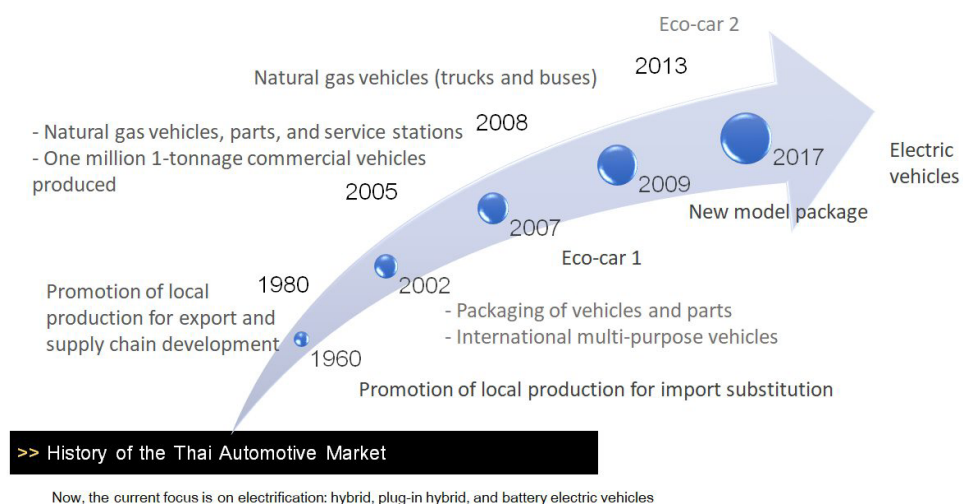 Eco-car 2
2013
Natural gas vehicles (trucks and buses)
2008
- Natural gas vehicles, parts, and service stations
- One million 1-tonnage commercial vehicles
produced
2005
2017
Electric
vehicles
2009
New model package
2007
Eco-car 1
1980
2002
Promotion of local
production for export and
supply chain development
- Packaging of vehicles and parts
- International multi-purpose vehicles
1960
Promotion of local production for import substitution
>> History of the Thai Automotive Market
Now, the current focus is on electrification: hybrid, plug-in hybrid, and battery electric vehicles